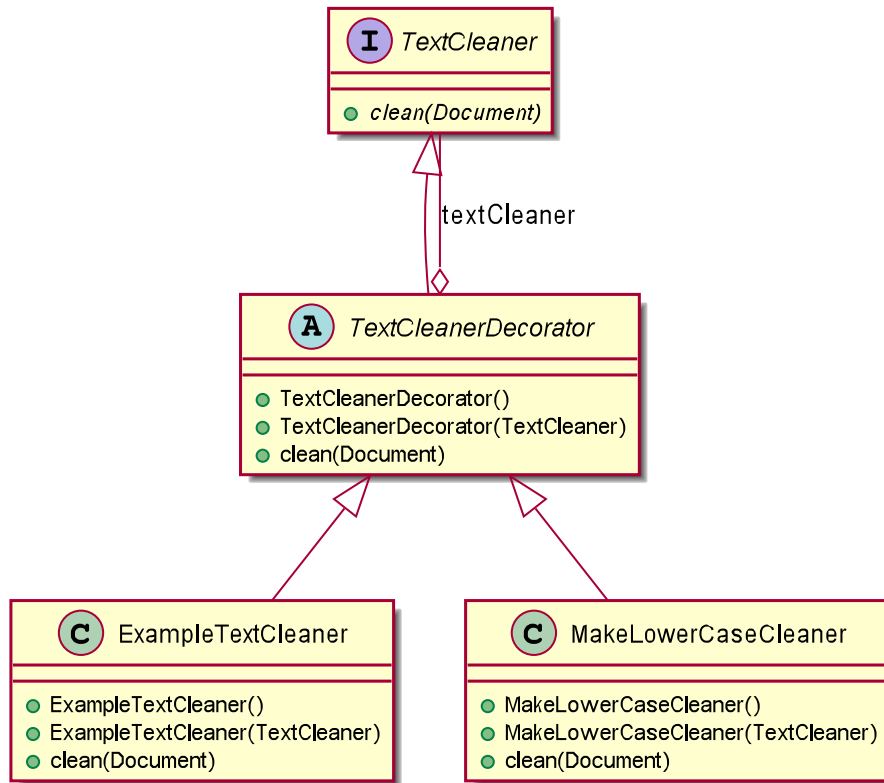 I TextCleaner
clean(Document)
textCleaner
A TextCleanerDecorator
TextCleanerDecorator()
TextCleanerDecorator(TextCleaner)
clean(Document)
C ExampleTextCleaner
ExampleTextCleaner()
ExampleTextCleaner(TextCleaner)
clean(Document)
C MakeLowerCaseCleaner
MakeLowerCaseCleaner()
MakeLowerCaseCleaner(TextCleaner)
clean(Document)